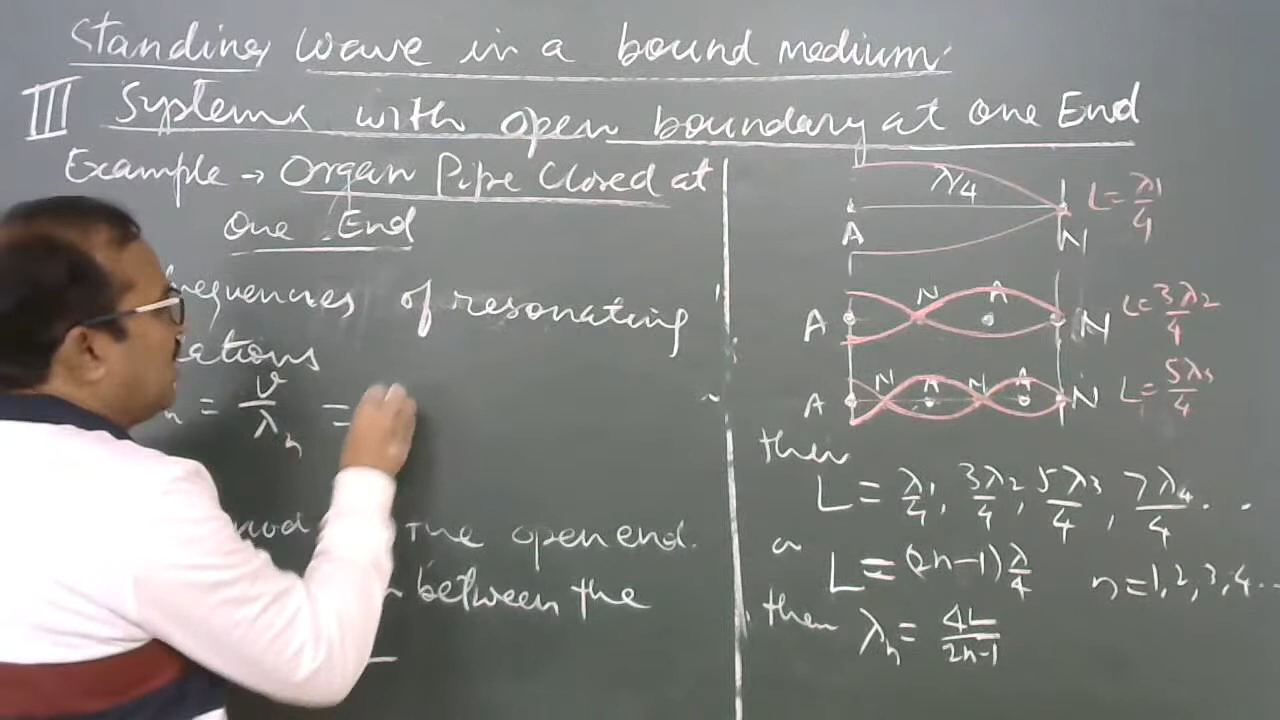 Standing wave in a bound medium.
III Systems with open boundary at one End
Example → Organ Pipe Closed at
One End
requencies of resonating
ations
n = v/λn =
the open end.
between the
λ/4
A N
L = λ1/4
N A
A N
L = 3λ2/4
N A N A
A N
L = 5λ3/4
then
L = λ1/4, 3λ2/4, 5λ3/4, 7λ4/4 . . .
L = (2n-1) λ/4 n = 1, 2, 3, 4 ...
then λn = 4L/2n-1